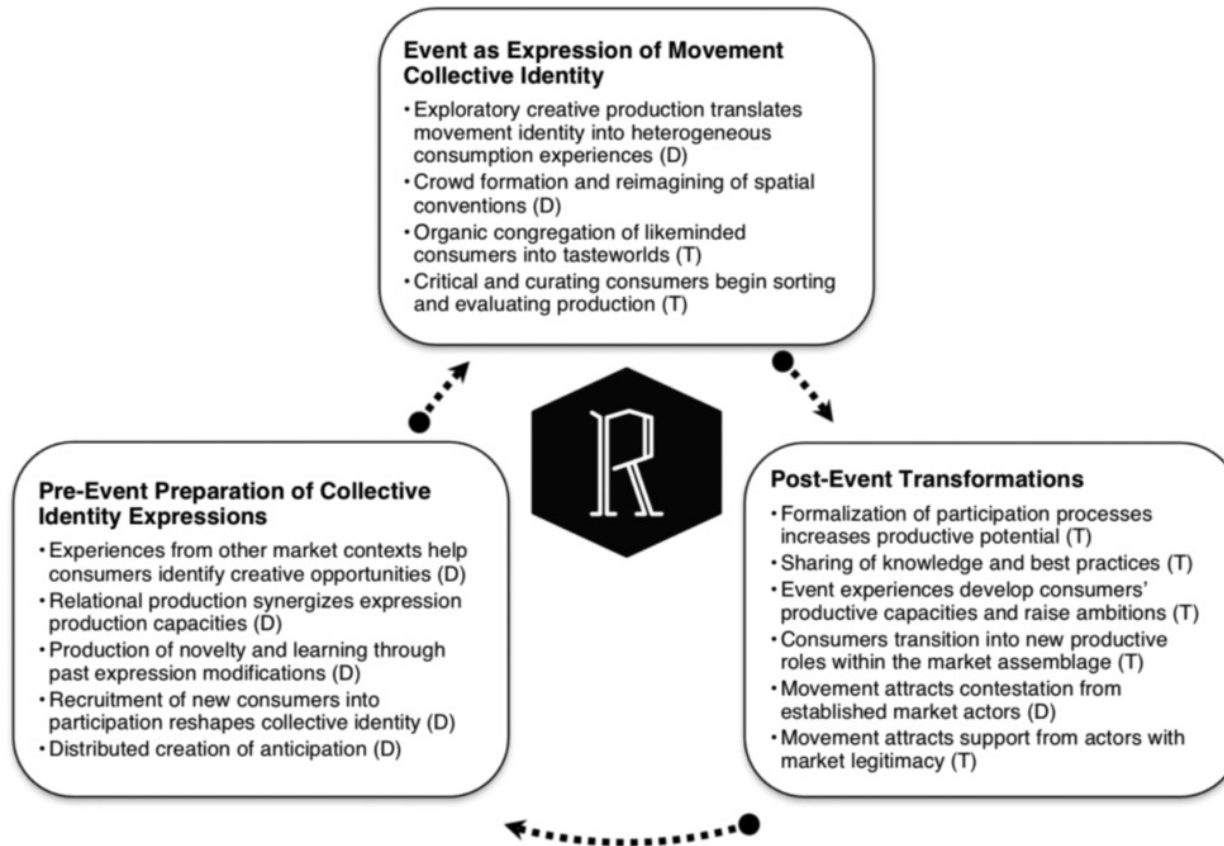 Event as Expression of Movement
Collective Identity
• Exploratory creative production translates
movement identity into heterogeneous
consumption experiences (D)
• Crowd formation and reimagining of spatial
conventions (D)
• Organic congregation of likeminded
consumers into tasteworlds (T)
• Critical and curating consumers begin sorting
and evaluating production (T)
R
Pre-Event Preparation of Collective
Identity Expressions
• Experiences from other market contexts help
consumers identify creative opportunities (D)
• Relational production synergizes expression
production capacities (D)
• Production of novelty and learning through
past expression modifications (D)
• Recruitment of new consumers into
participation reshapes collective identity (D)
• Distributed creation of anticipation (D)
Post-Event Transformations
• Formalization of participation processes
increases productive potential (T)
• Sharing of knowledge and best practices (T)
• Event experiences develop consumers’
productive capacities and raise ambitions (T)
• Consumers transition into new productive
roles within the market assemblage (T)
• Movement attracts contestation from
established market actors (D)
• Movement attracts support from actors with
market legitimacy (T)